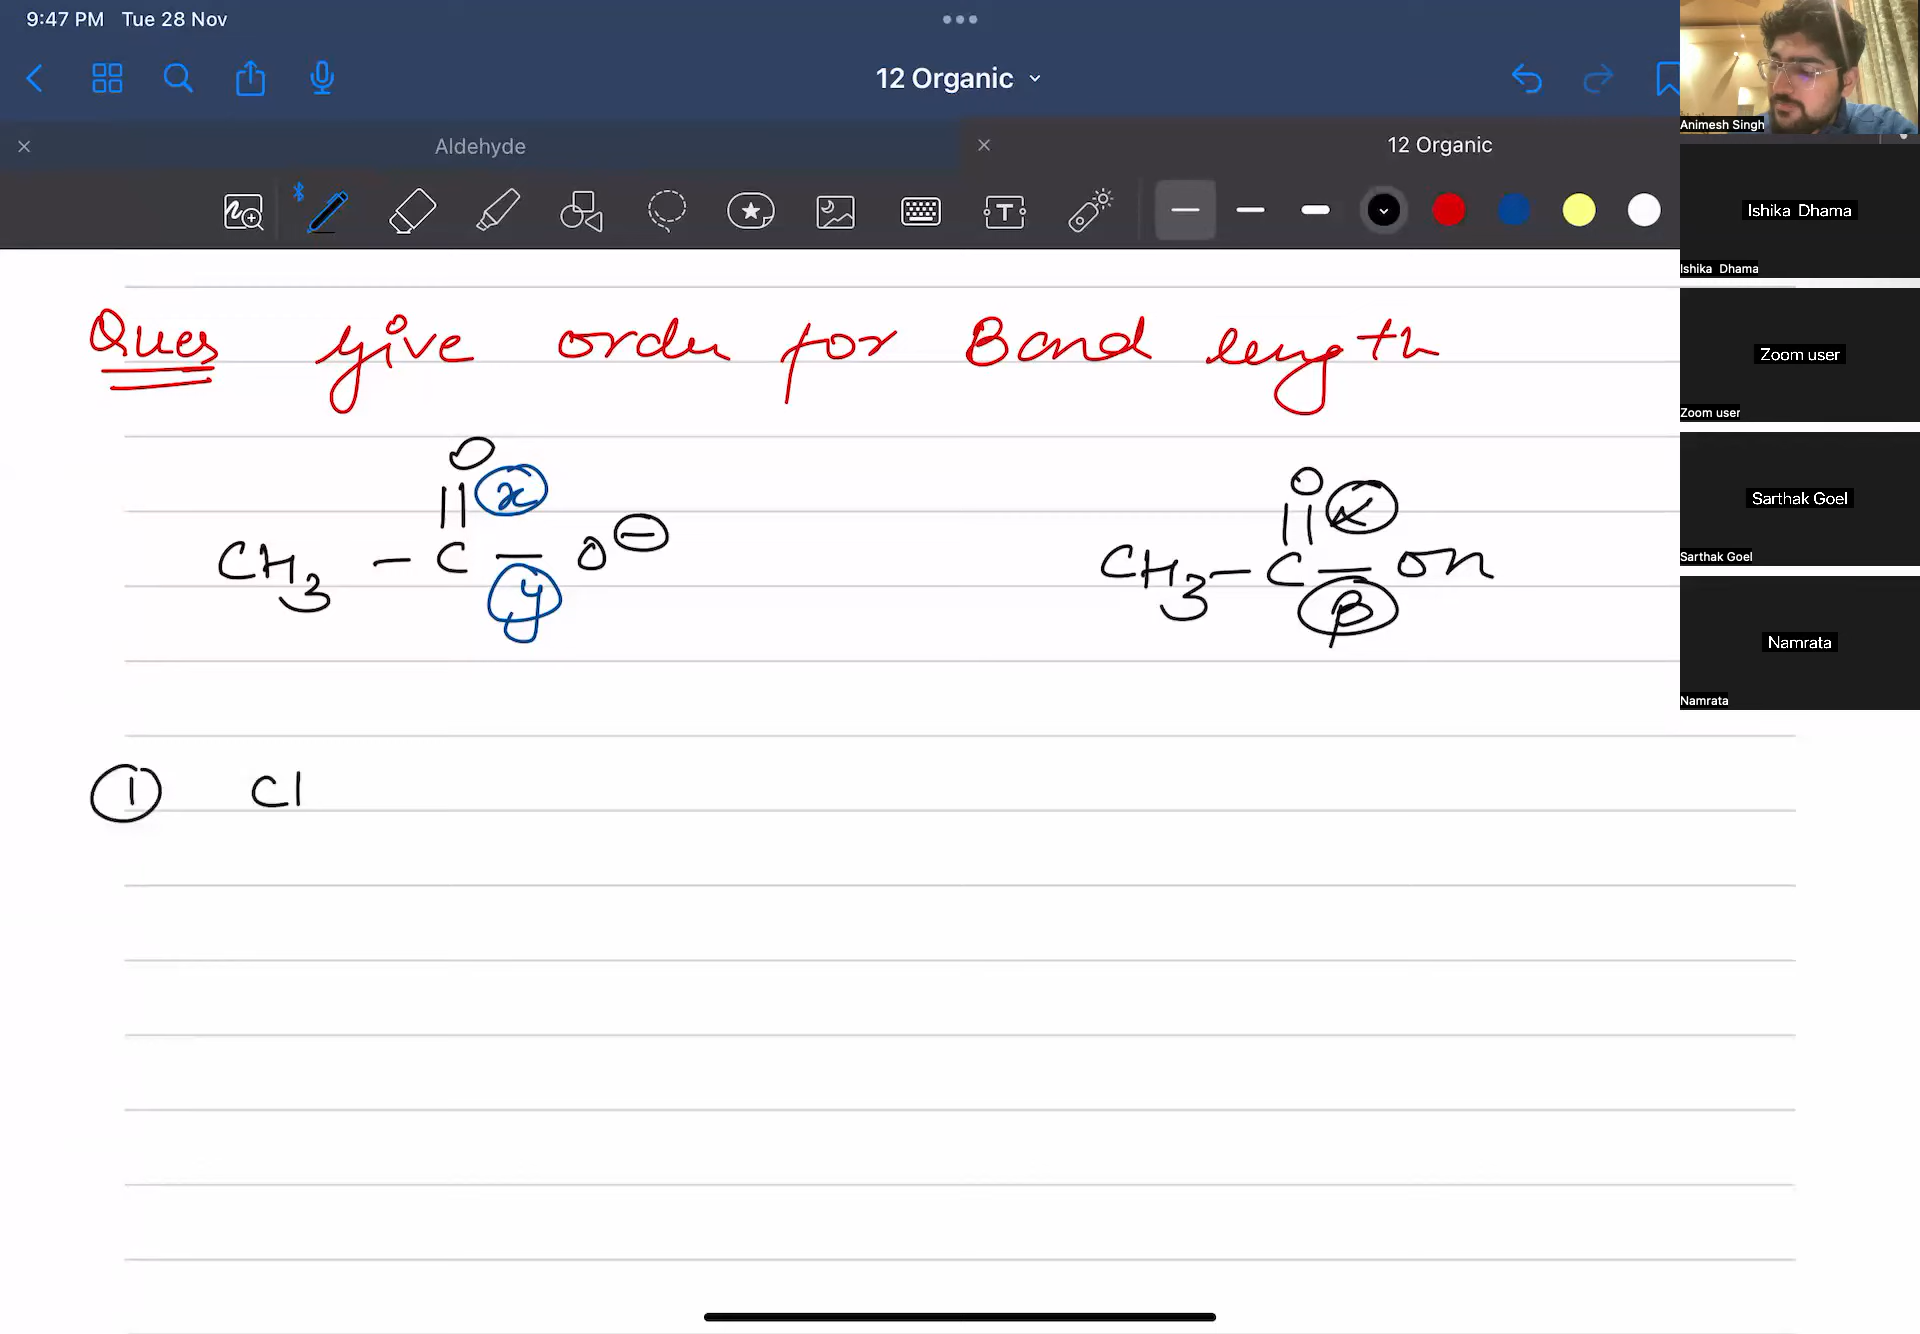 9:47 PM Tue 28 Nov
12 Organic
Aldehyde
12 Organic
T
Animesh Singh
Ishika Dhama
Ishika Dhama
Zoom user
Zoom user
Sarthak Goel
Sarthak Goel
Namrata
Namrata
Ques give order for Bond length
O x
CH3 - C - O⊖
y
O α
CH3 - C - OH
β
① Cl